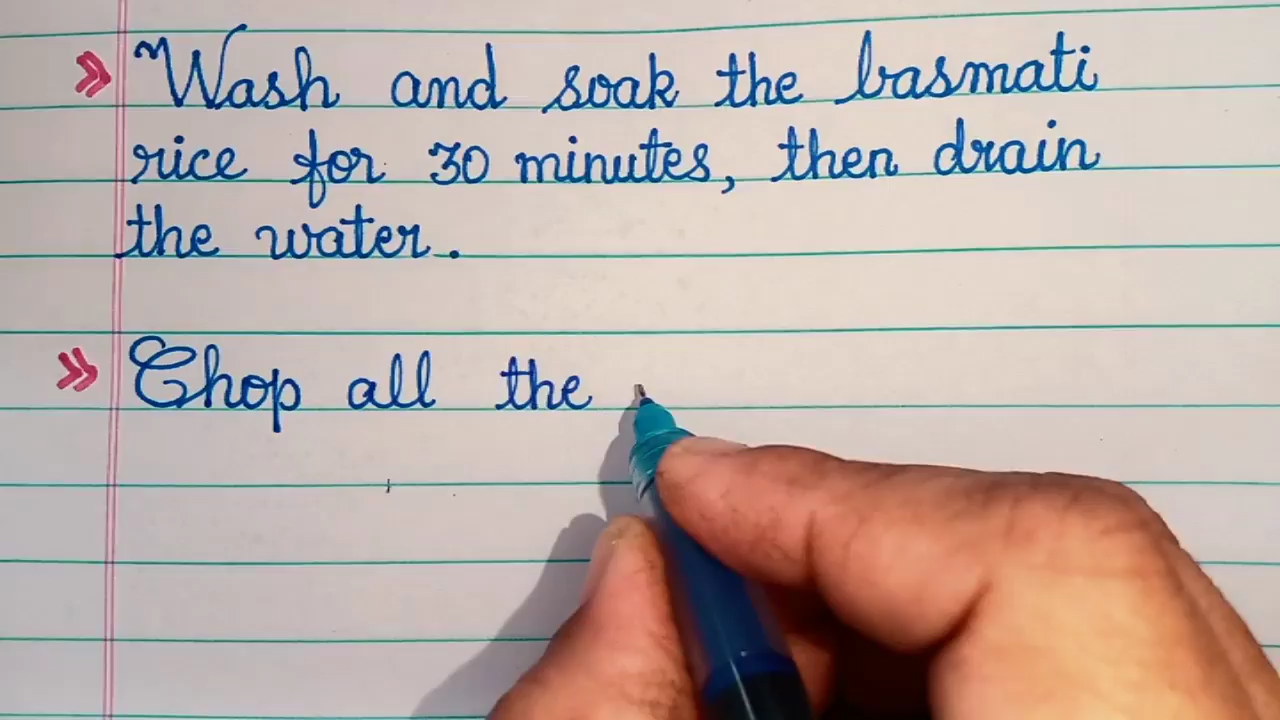 » Wash and soak the basmati
rice for 30 minutes, then drain
the water.
» Chop all the